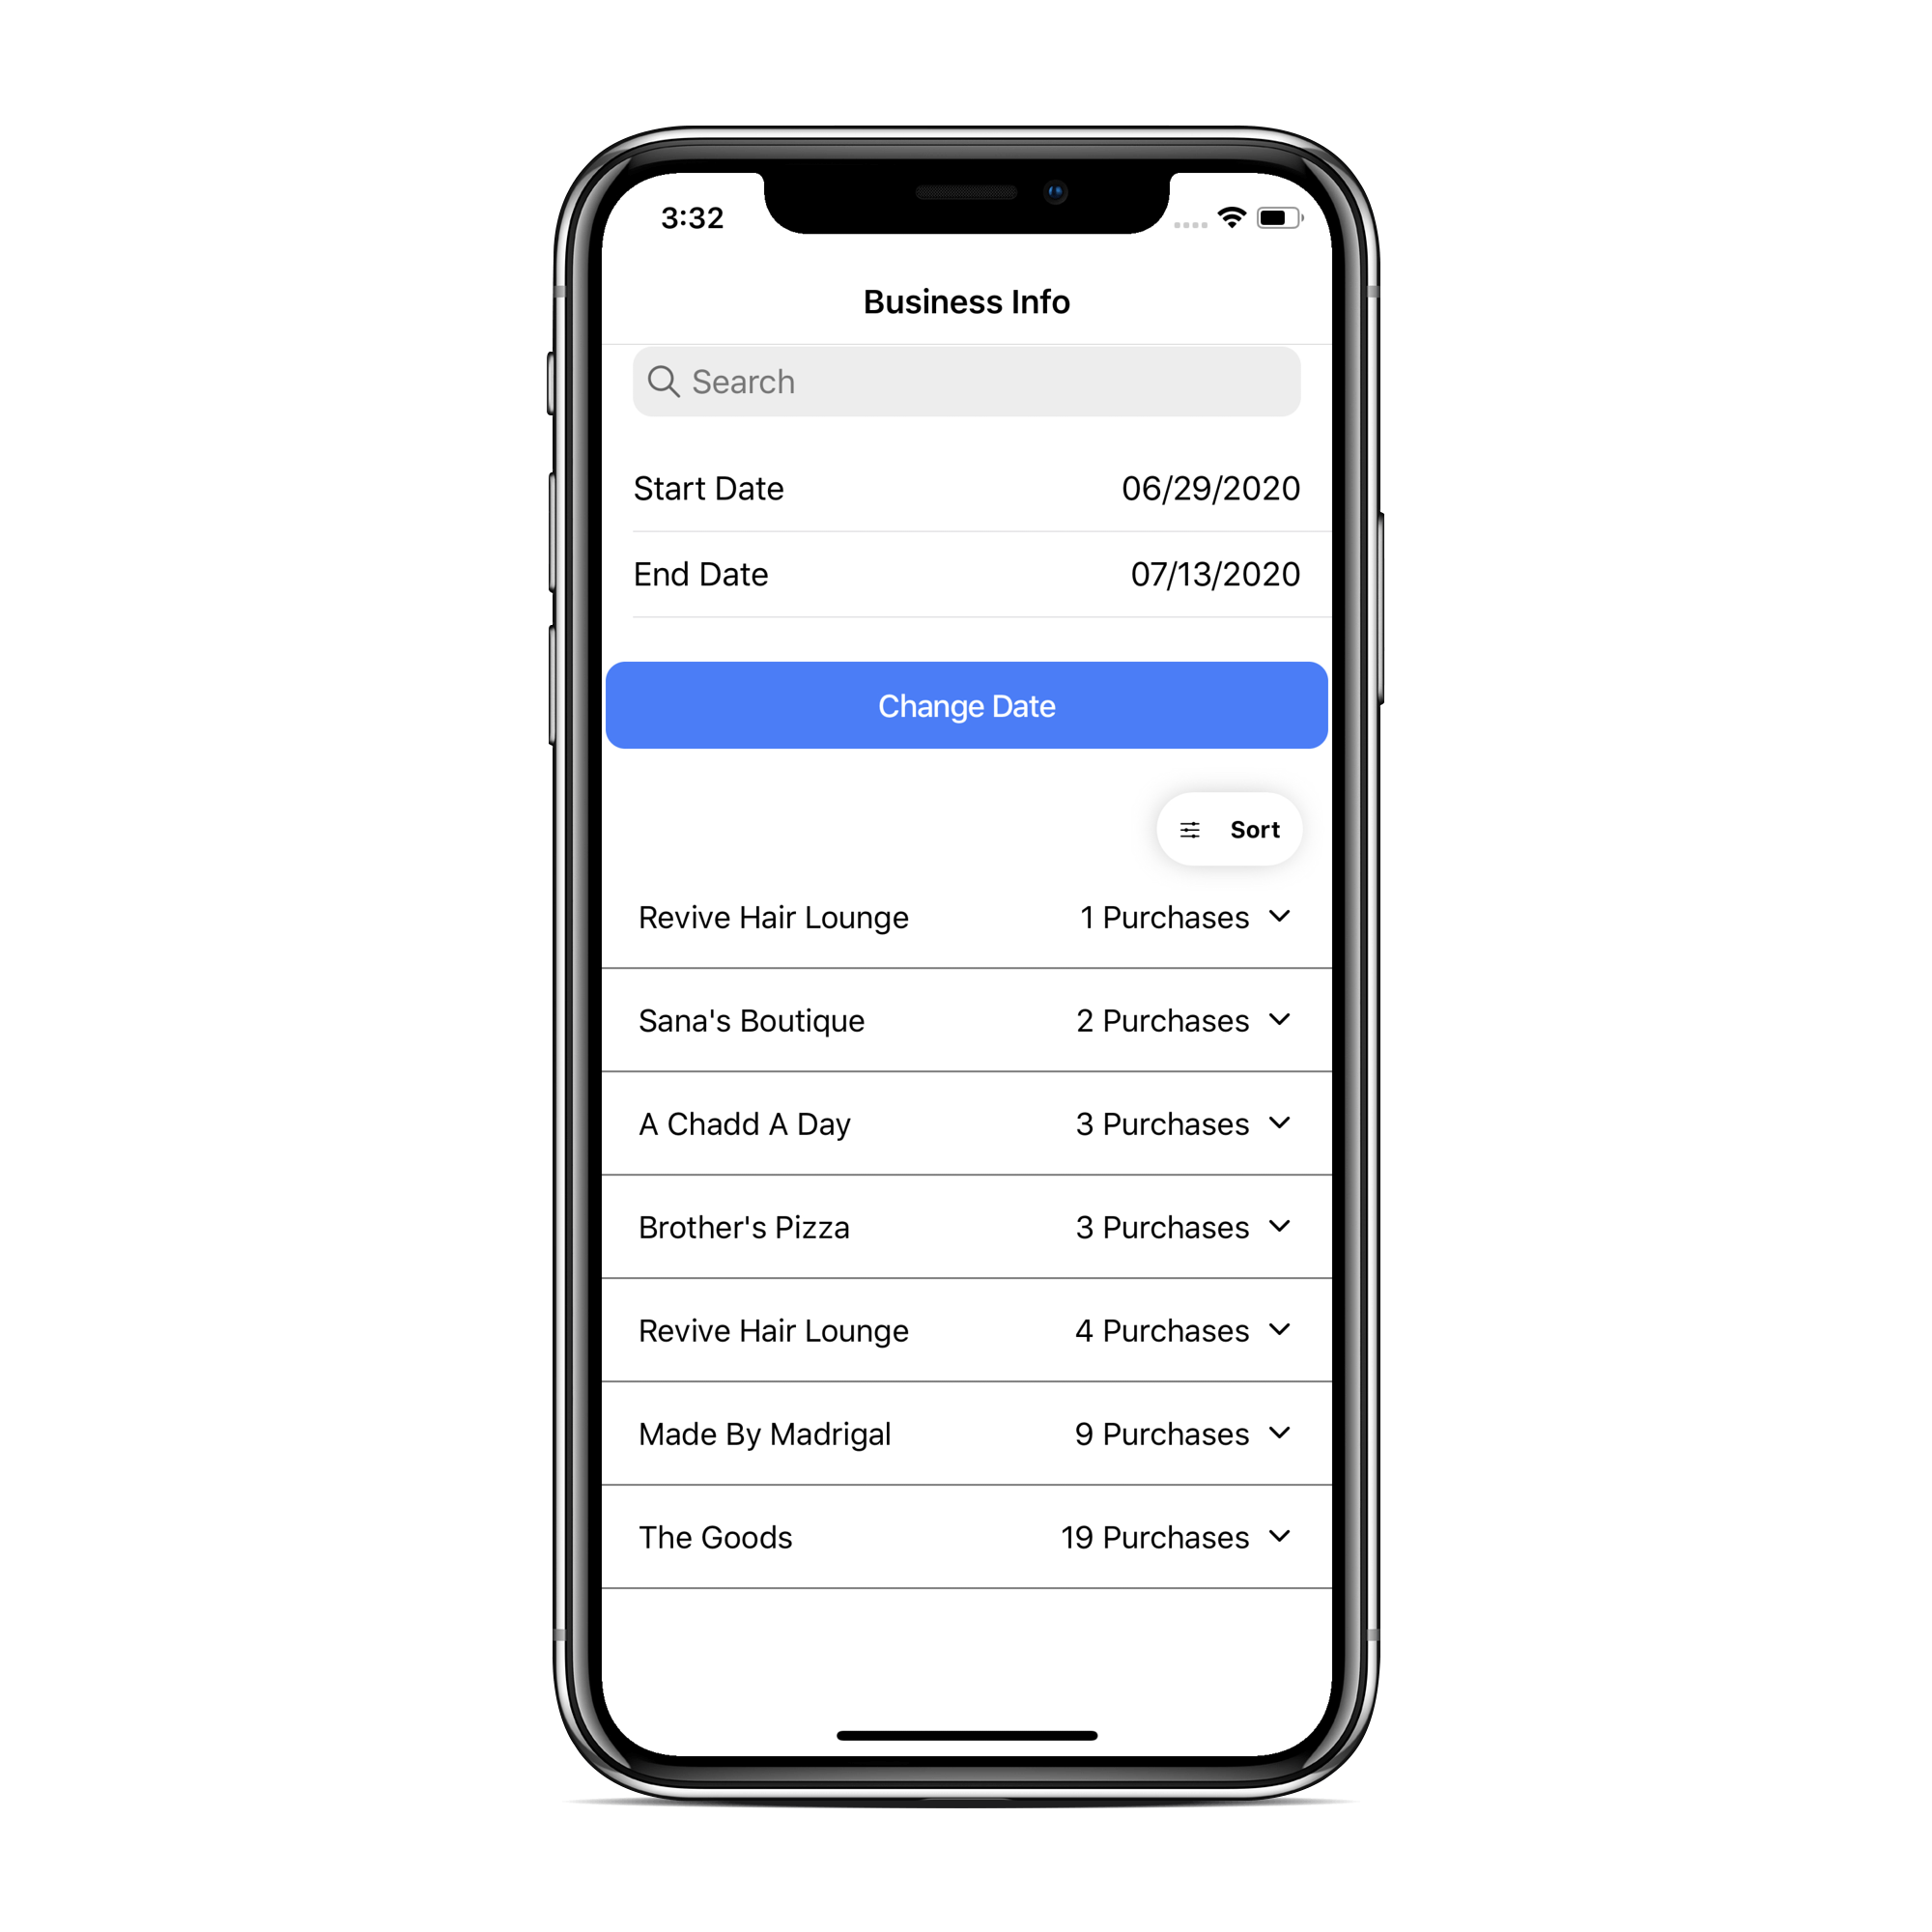 3:32
Business Info
Search
Start Date 06/29/2020
End Date 07/13/2020
Change Date
Sort
Revive Hair Lounge 1 Purchases
Sana's Boutique 2 Purchases
A Chadd A Day 3 Purchases
Brother's Pizza 3 Purchases
Revive Hair Lounge 4 Purchases
Made By Madrigal 9 Purchases
The Goods 19 Purchases